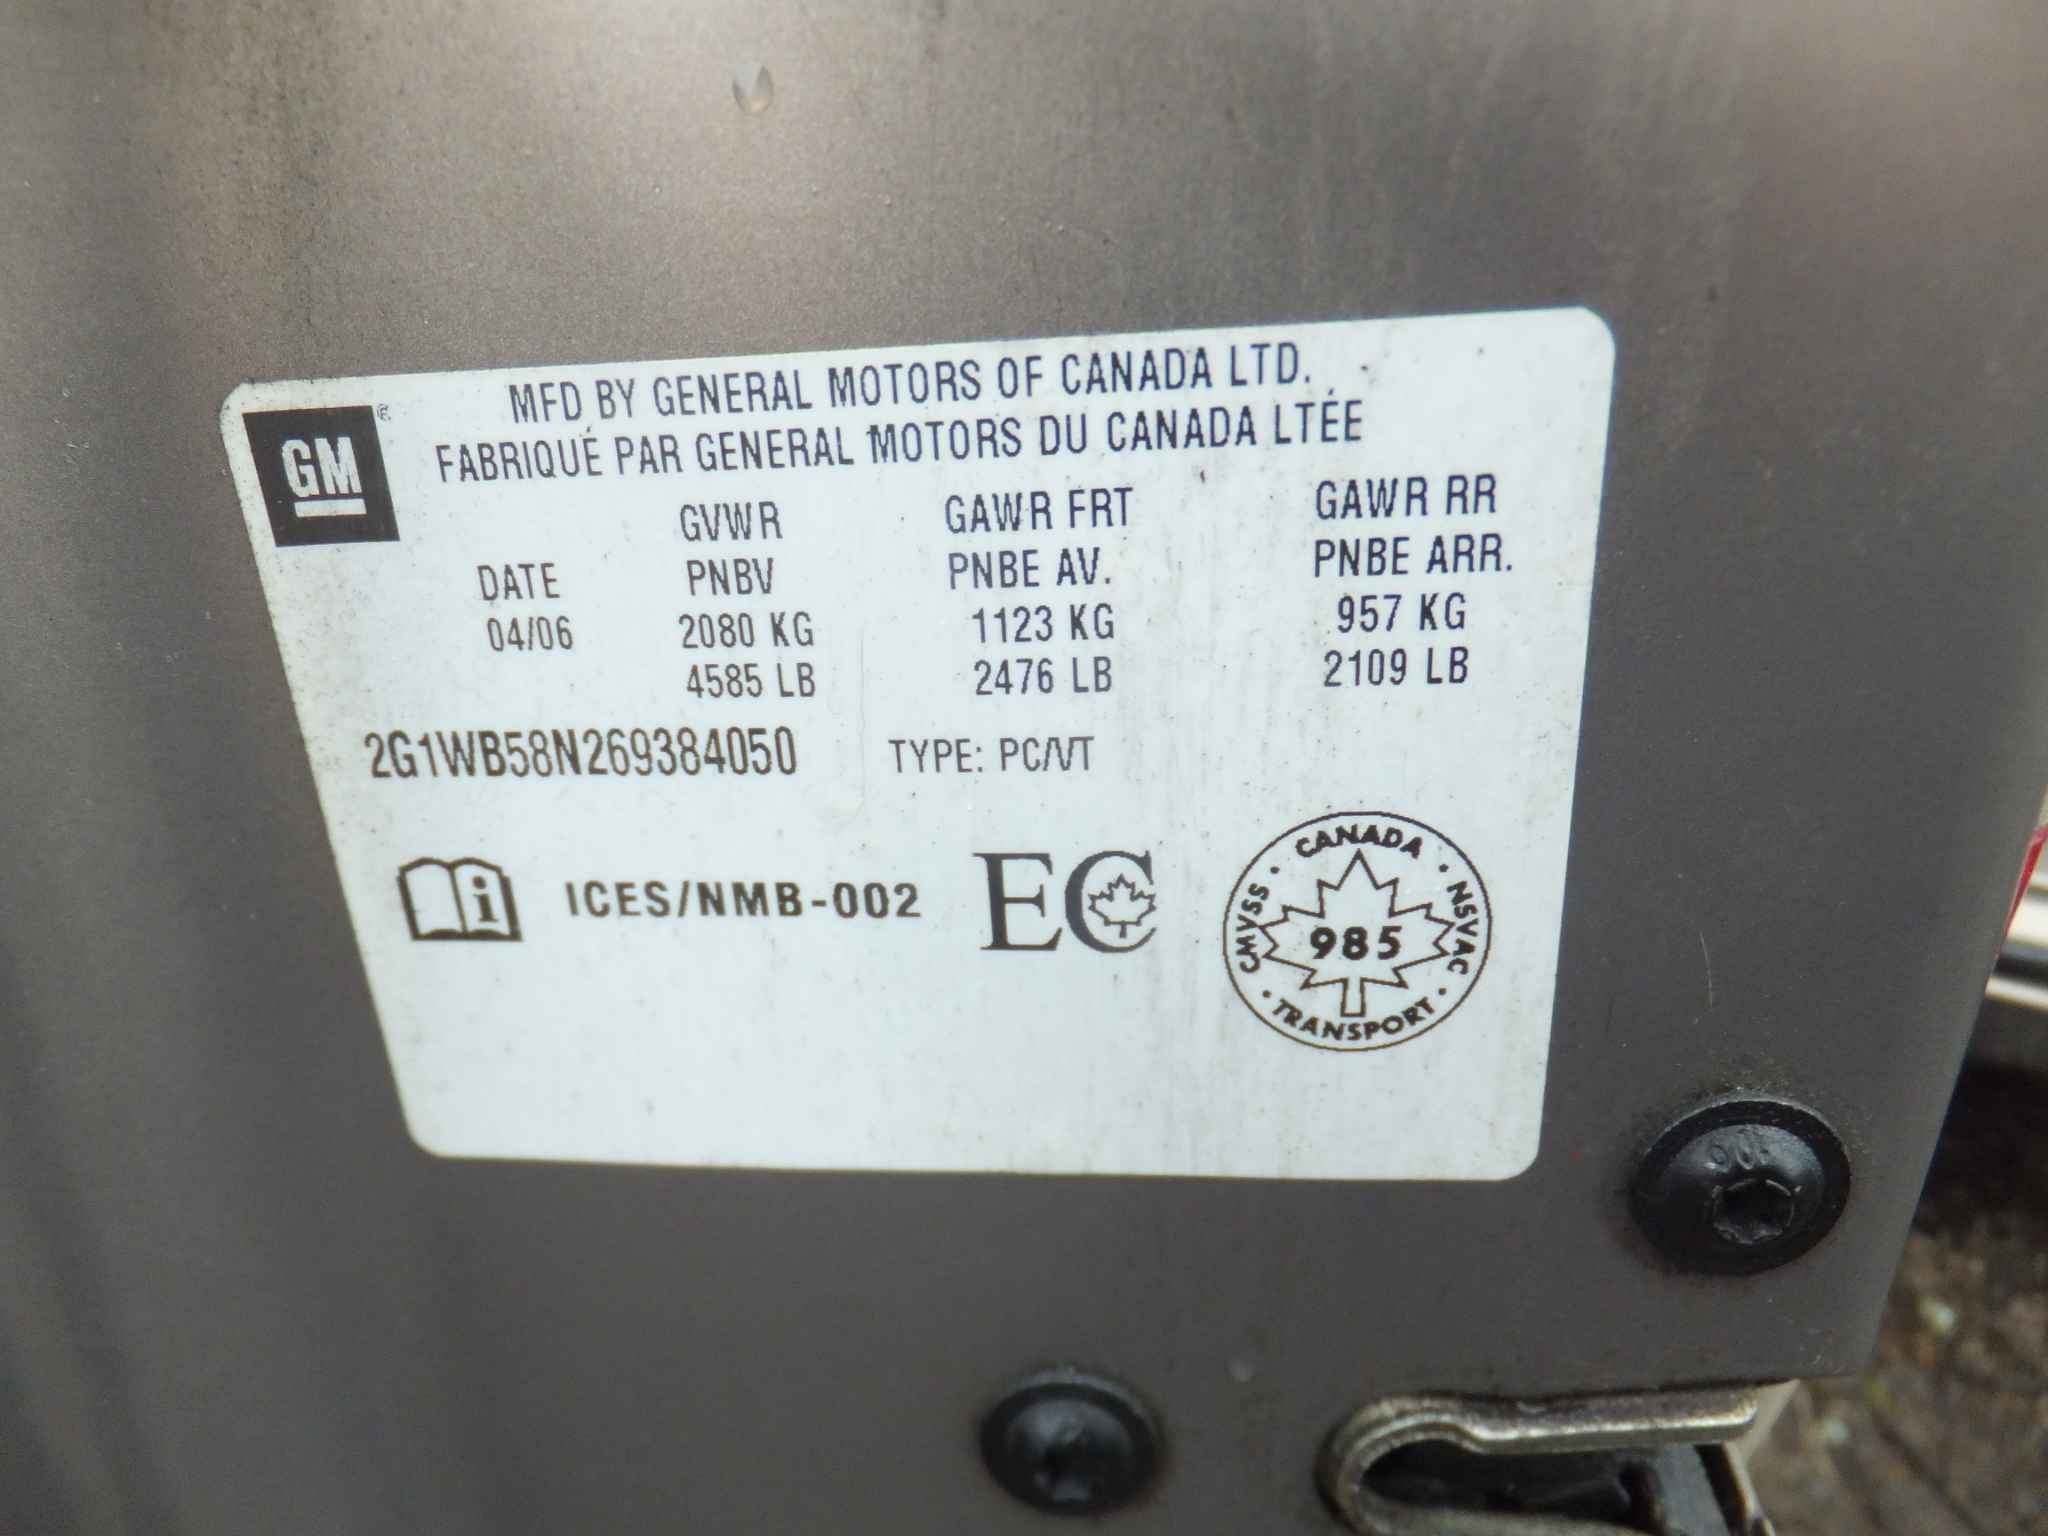 MFD BY GENERAL MOTORS OF CANADA LTD.
FABRIQUÉ PAR GENERAL MOTORS DU CANADA LTÉE
GM ®
GVWR GAWR FRT GAWR RR
DATE PNBV PNBE AV. PNBE ARR.
04/06 2080 KG 1123 KG 957 KG
4585 LB 2476 LB 2109 LB
2G1WB58N269384050 TYPE: PC/VT
i ICES/NMB-002 EC
CANADA
CMVSS · 985 · NSVAC
TRANSPORT